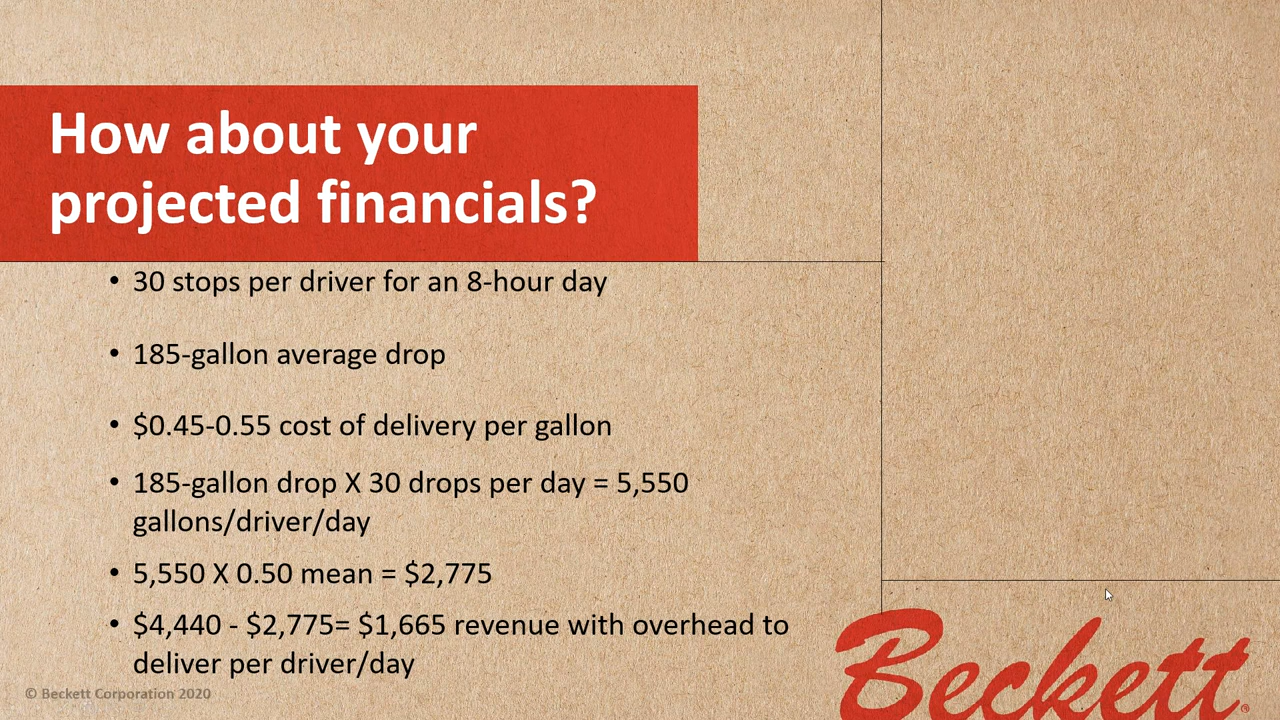 How about your
projected financials?
• 30 stops per driver for an 8-hour day
• 185-gallon average drop
• $0.45-0.55 cost of delivery per gallon
• 185-gallon drop X 30 drops per day = 5,550
gallons/driver/day
• 5,550 X 0.50 mean = $2,775
• $4,440 - $2,775= $1,665 revenue with overhead to
deliver per driver/day
© Beckett Corporation 2020
Beckett®